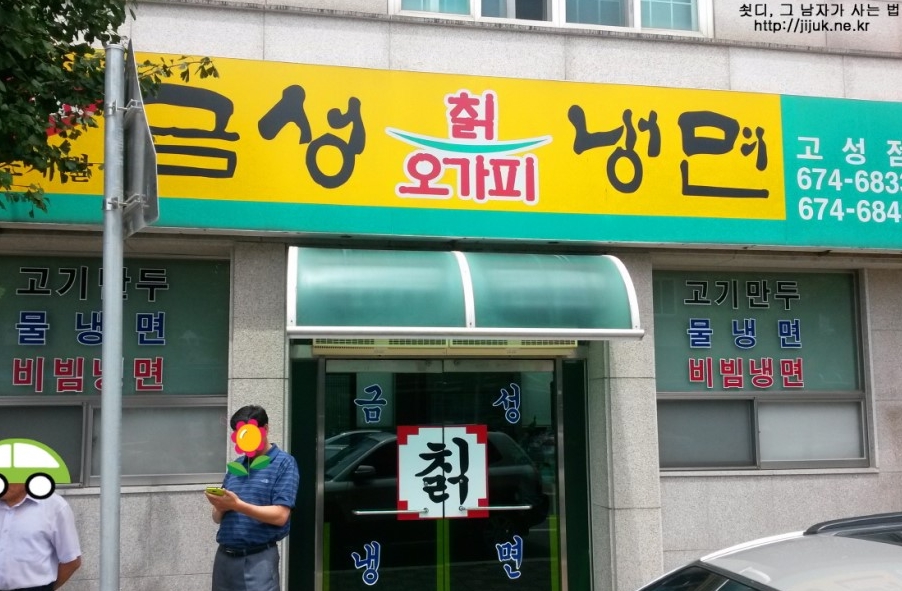 쇳디, 그 남자가 사는 법
http://jijuk.ne.kr
금성 칡 오가피 냉면
고성점
674-683
674-684
고기만두
물냉면
비빔냉면
고기만두
물냉면
비빔냉면
금성
칡
냉면